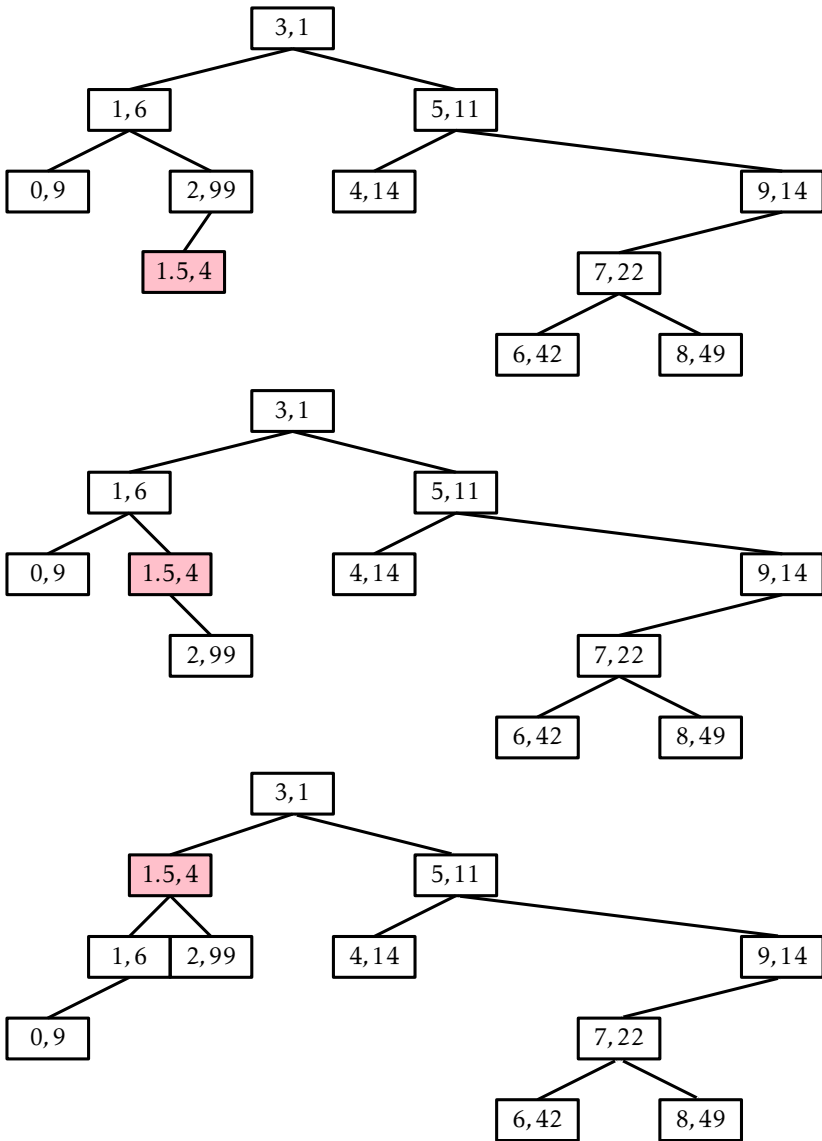 3, 1
1, 6 5, 11
0, 9 2, 99 4, 14 9, 14
1.5, 4 7, 22
6, 42 8, 49
3, 1
1, 6 5, 11
0, 9 1.5, 4 4, 14 9, 14
2, 99 7, 22
6, 42 8, 49
3, 1
1.5, 4 5, 11
1, 6 2, 99 4, 14 9, 14
0, 9 7, 22
6, 42 8, 49